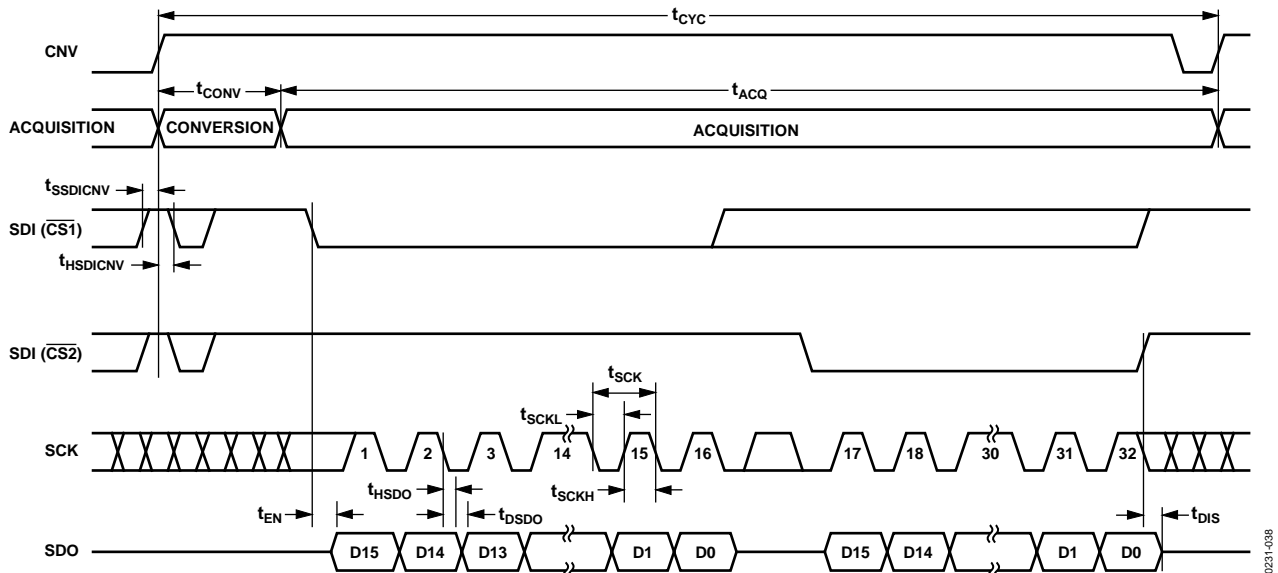 tCYC
CNV
tCONV
tACQ
ACQUISITION CONVERSION ACQUISITION
tSSDICNV
SDI (CS1)
tHSDICNV
SDI (CS2)
tSCK
tSCKL
SCK 1 2 3 14 15 16 17 18 30 31 32
tHSDO
tSCKH
tEN
tDSDO
tDIS
SDO D15 D14 D13 D1 D0 D15 D14 D1 D0
0231-038